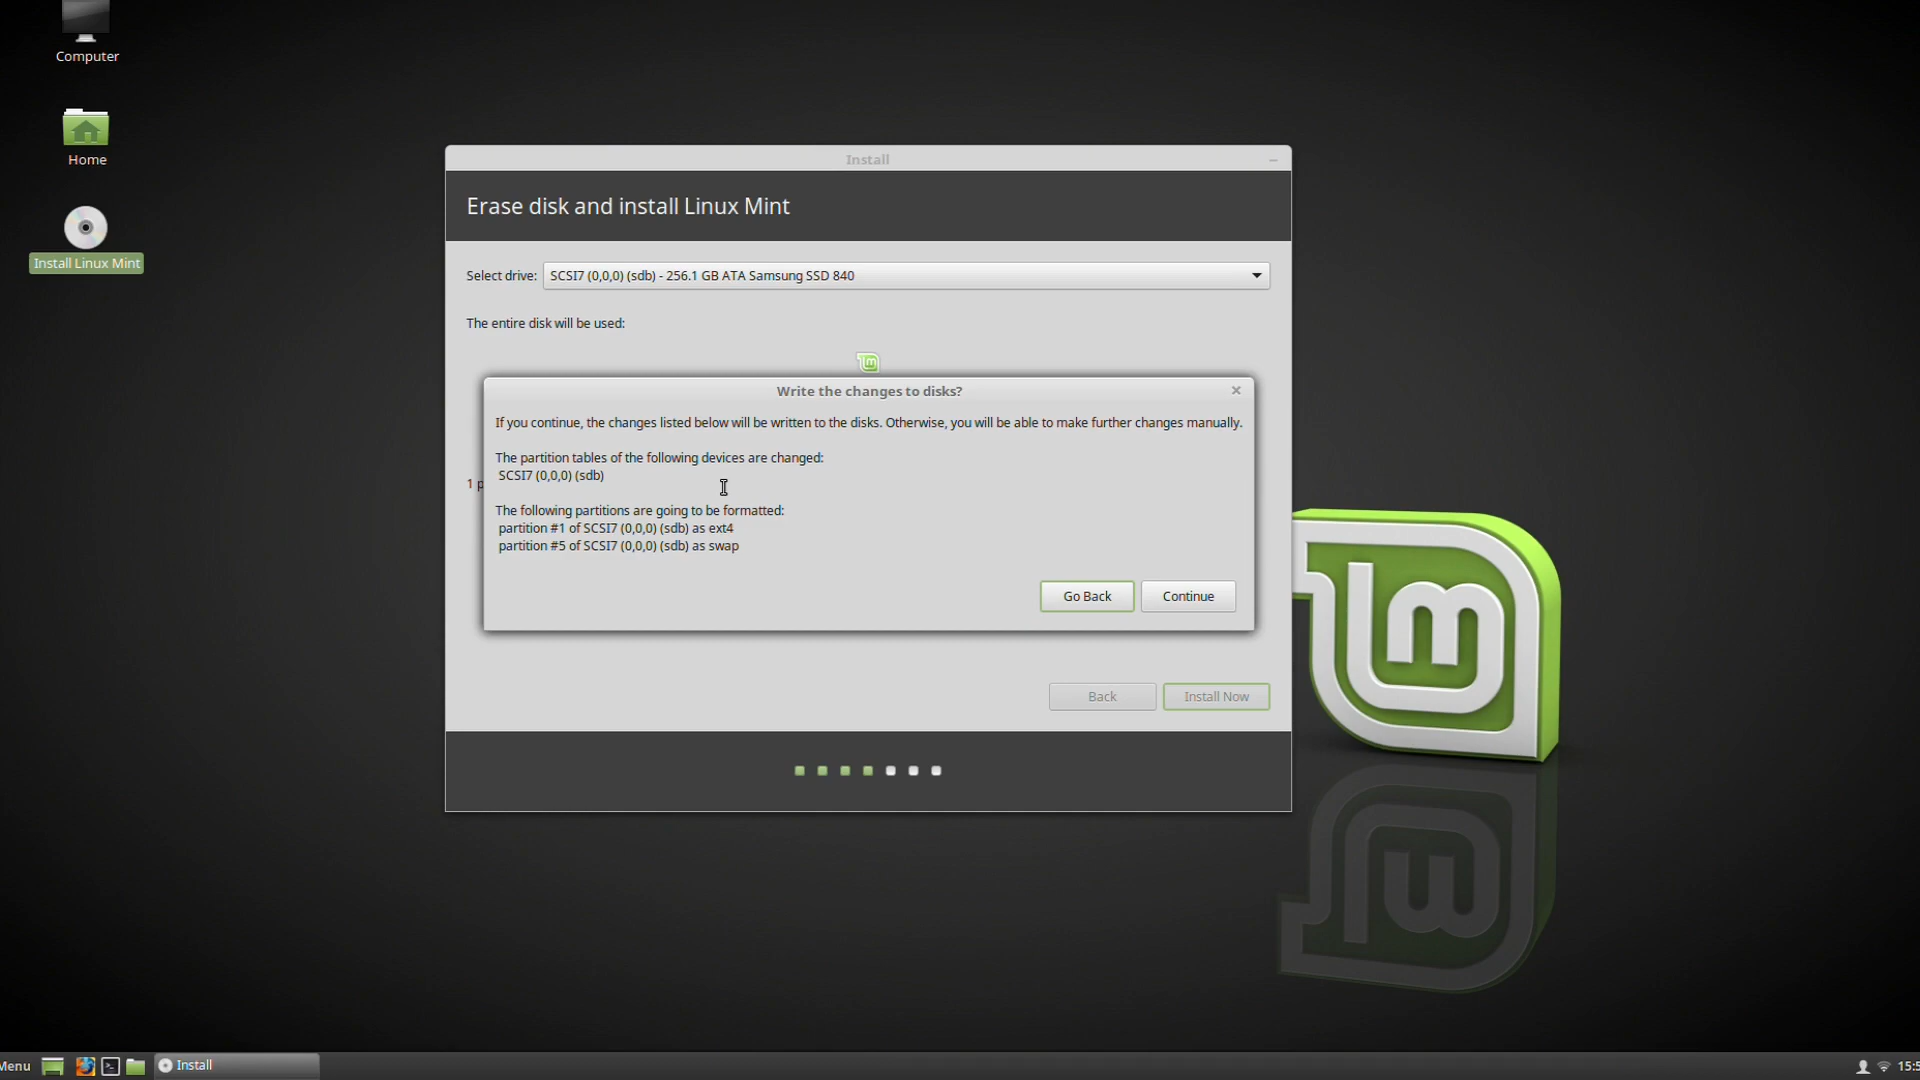 Computer
Home
Install Linux Mint
Install
Erase disk and install Linux Mint
Select drive: SCSI7 (0,0,0) (sdb) - 256.1 GB ATA Samsung SSD 840
The entire disk will be used:
Write the changes to disks?
If you continue, the changes listed below will be written to the disks. Otherwise, you will be able to make further changes manually.
The partition tables of the following devices are changed:
SCSI7 (0,0,0) (sdb)
1 p
The following partitions are going to be formatted:
partition #1 of SCSI7 (0,0,0) (sdb) as ext4
partition #5 of SCSI7 (0,0,0) (sdb) as swap
Go Back Continue
Back Install Now
Menu Install 15:5